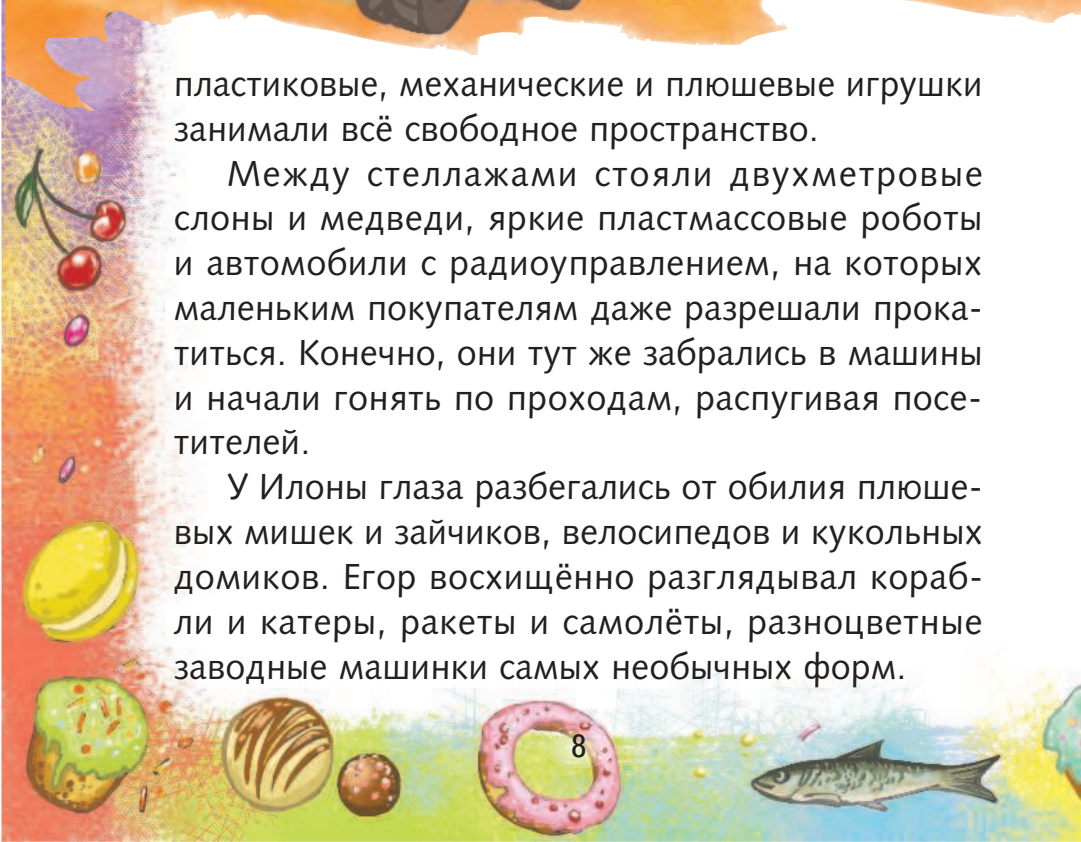 пластиковые, механические и плюшевые игрушки
занимали всё свободное пространство.
Между стеллажами стояли двухметровые
слоны и медведи, яркие пластмассовые роботы
и автомобили с радиоуправлением, на которых
маленьким покупателям даже разрешали прока-
титься. Конечно, они тут же забрались в машины
и начали гонять по проходам, распугивая посе-
тителей.
У Илоны глаза разбегались от обилия плюше-
вых мишек и зайчиков, велосипедов и кукольных
домиков. Егор восхищённо разглядывал кораб-
ли и катеры, ракеты и самолёты, разноцветные
заводные машинки самых необычных форм.
8